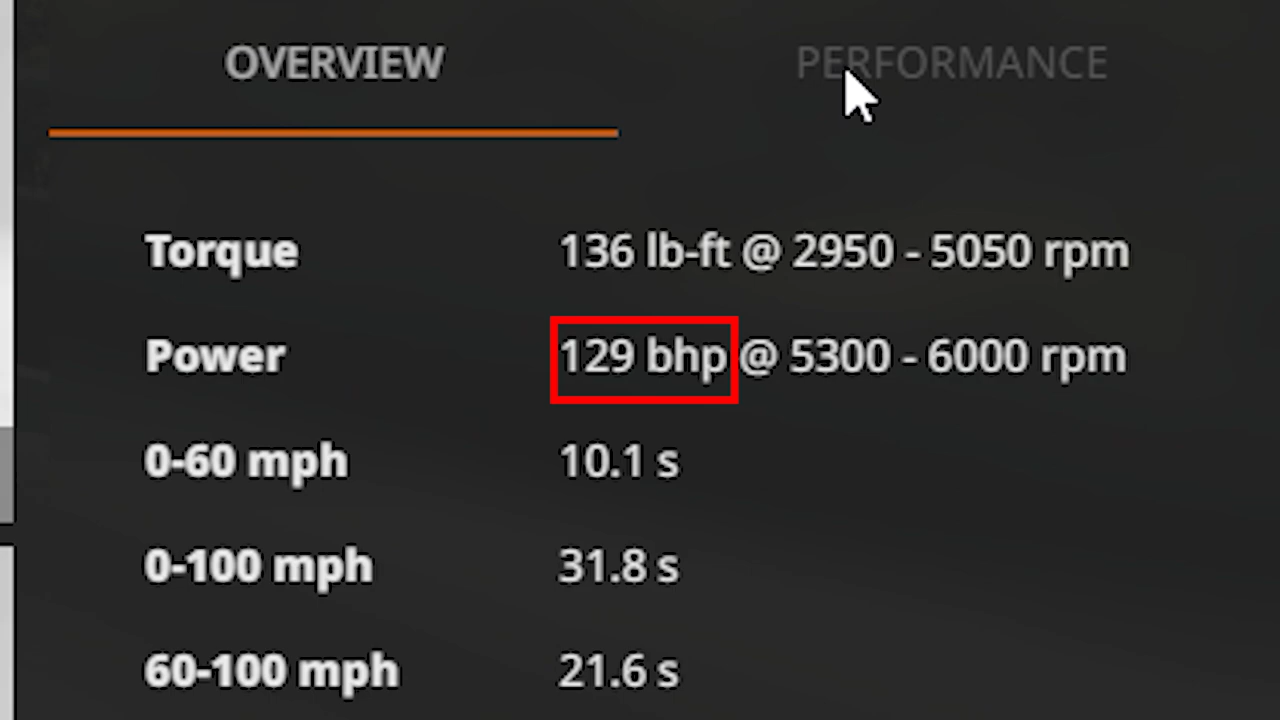 OVERVIEW PERFORMANCE
Torque 136 lb-ft @ 2950 - 5050 rpm
Power 129 bhp @ 5300 - 6000 rpm
0-60 mph 10.1 s
0-100 mph 31.8 s
60-100 mph 21.6 s